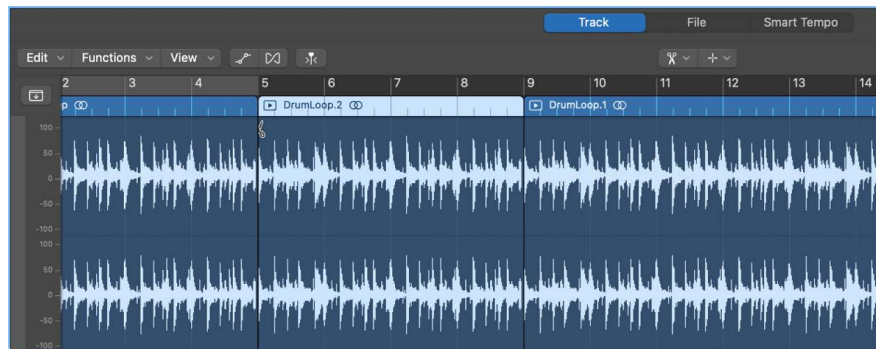 Track File Smart Tempo
Edit Functions View
2 3 4 5 6 7 8 9 10 11 12 13 14
p DrumLoop.2 DrumLoop.1
100
50
0
-50
-100
100
50
0
-50
-100